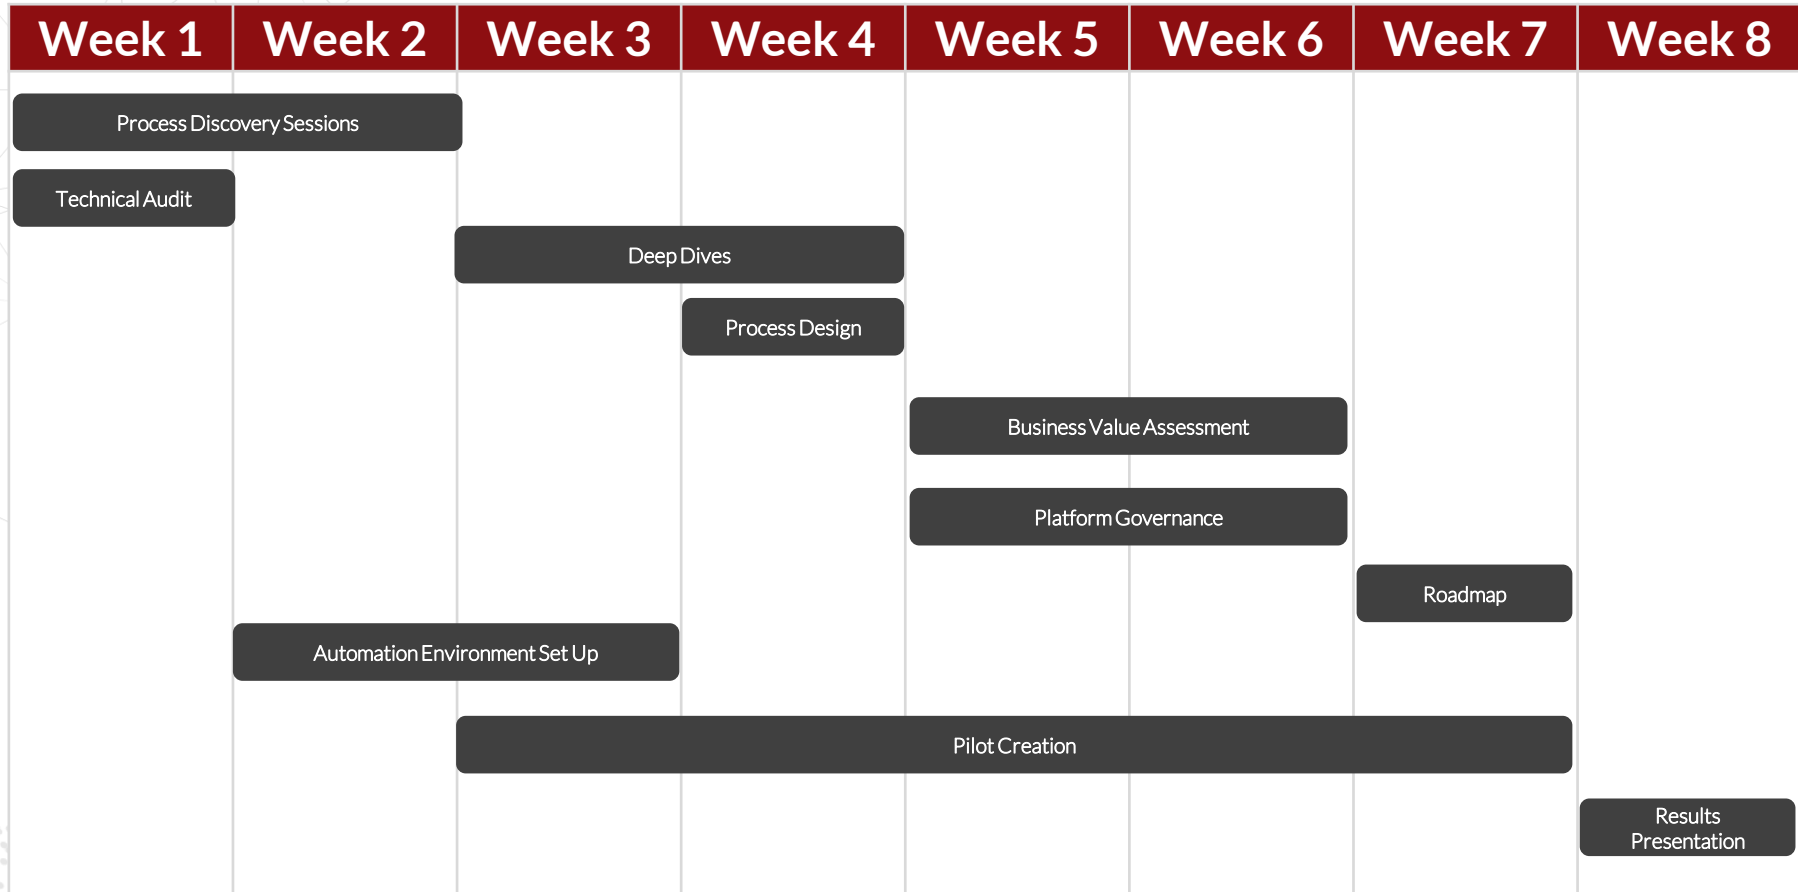 Week 1 Week 2 Week 3 Week 4 Week 5 Week 6 Week 7 Week 8
Process Discovery Sessions
Technical Audit
Deep Dives
Process Design
Business Value Assessment
Platform Governance
Roadmap
Automation Environment Set Up
Pilot Creation
Results
Presentation